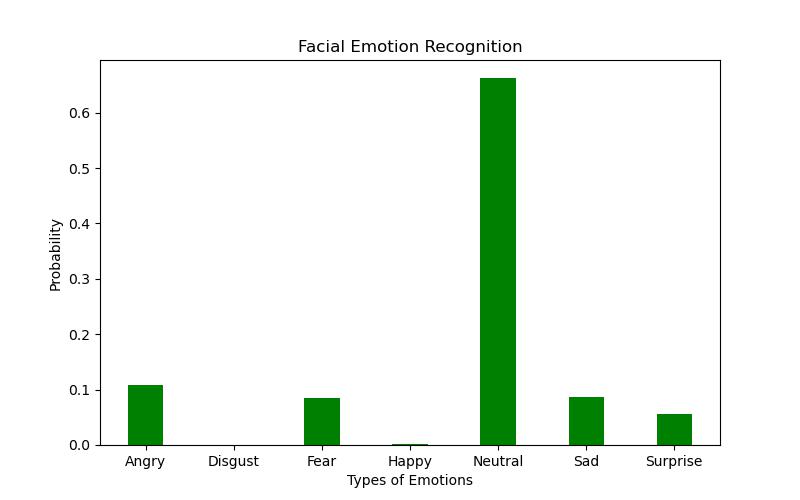 Facial Emotion Recognition
Probability
0.6
0.5
0.4
0.3
0.2
0.1
0.0
Angry Disgust Fear Happy Neutral Sad Surprise
Types of Emotions